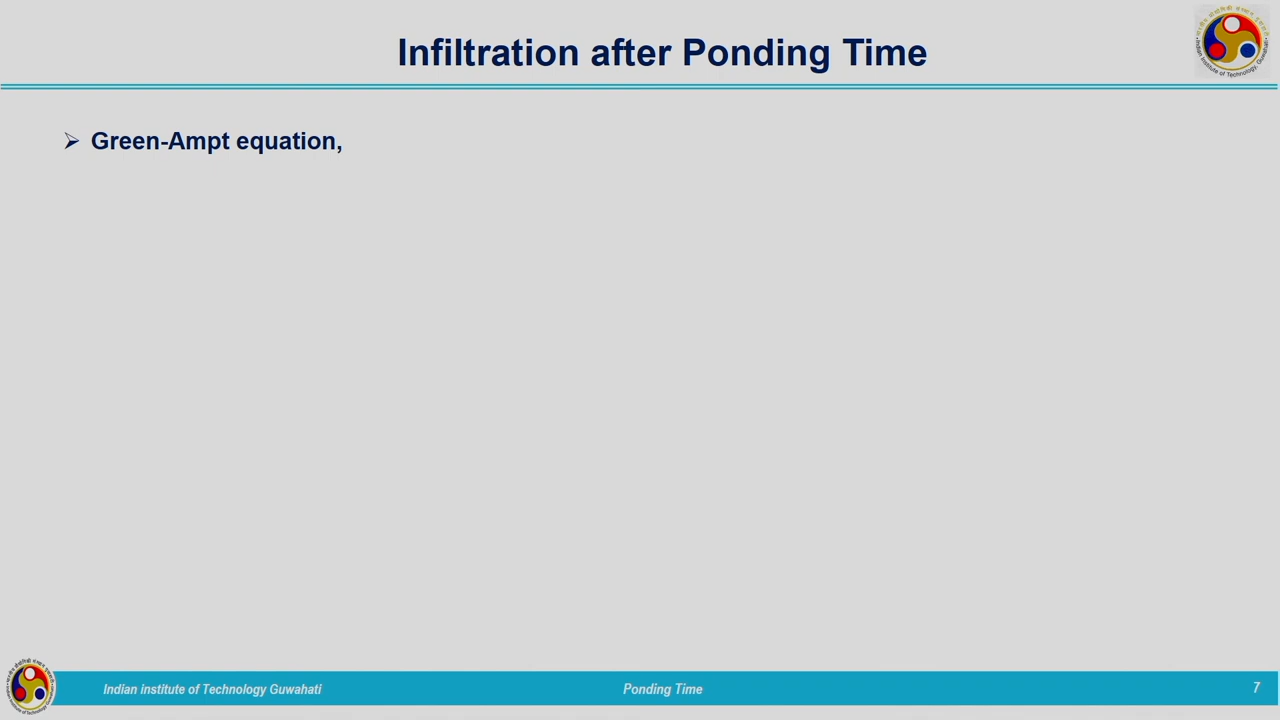 Infiltration after Ponding Time
Green-Ampt equation,
Indian institute of Technology Guwahati
Ponding Time
7